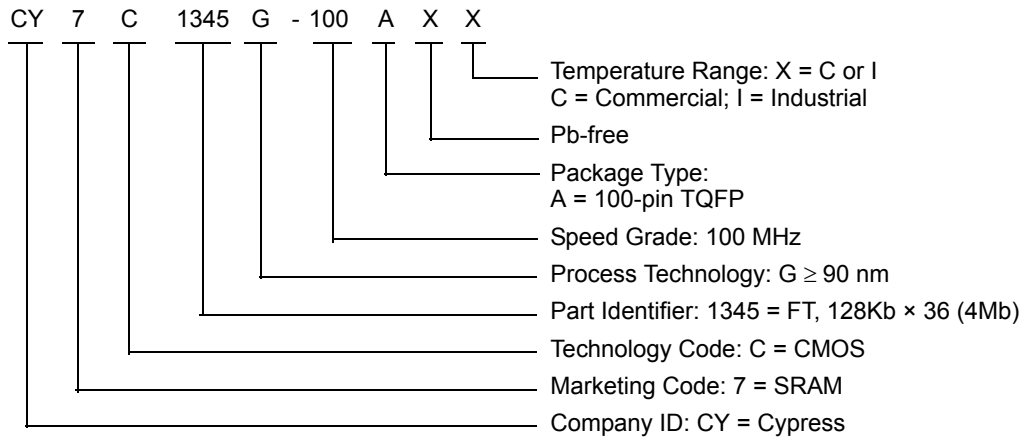 CY 7 C 1345 G - 100 A X X
Temperature Range: X = C or I
C = Commercial; I = Industrial
Pb-free
Package Type:
A = 100-pin TQFP
Speed Grade: 100 MHz
Process Technology: G ≥ 90 nm
Part Identifier: 1345 = FT, 128Kb × 36 (4Mb)
Technology Code: C = CMOS
Marketing Code: 7 = SRAM
Company ID: CY = Cypress